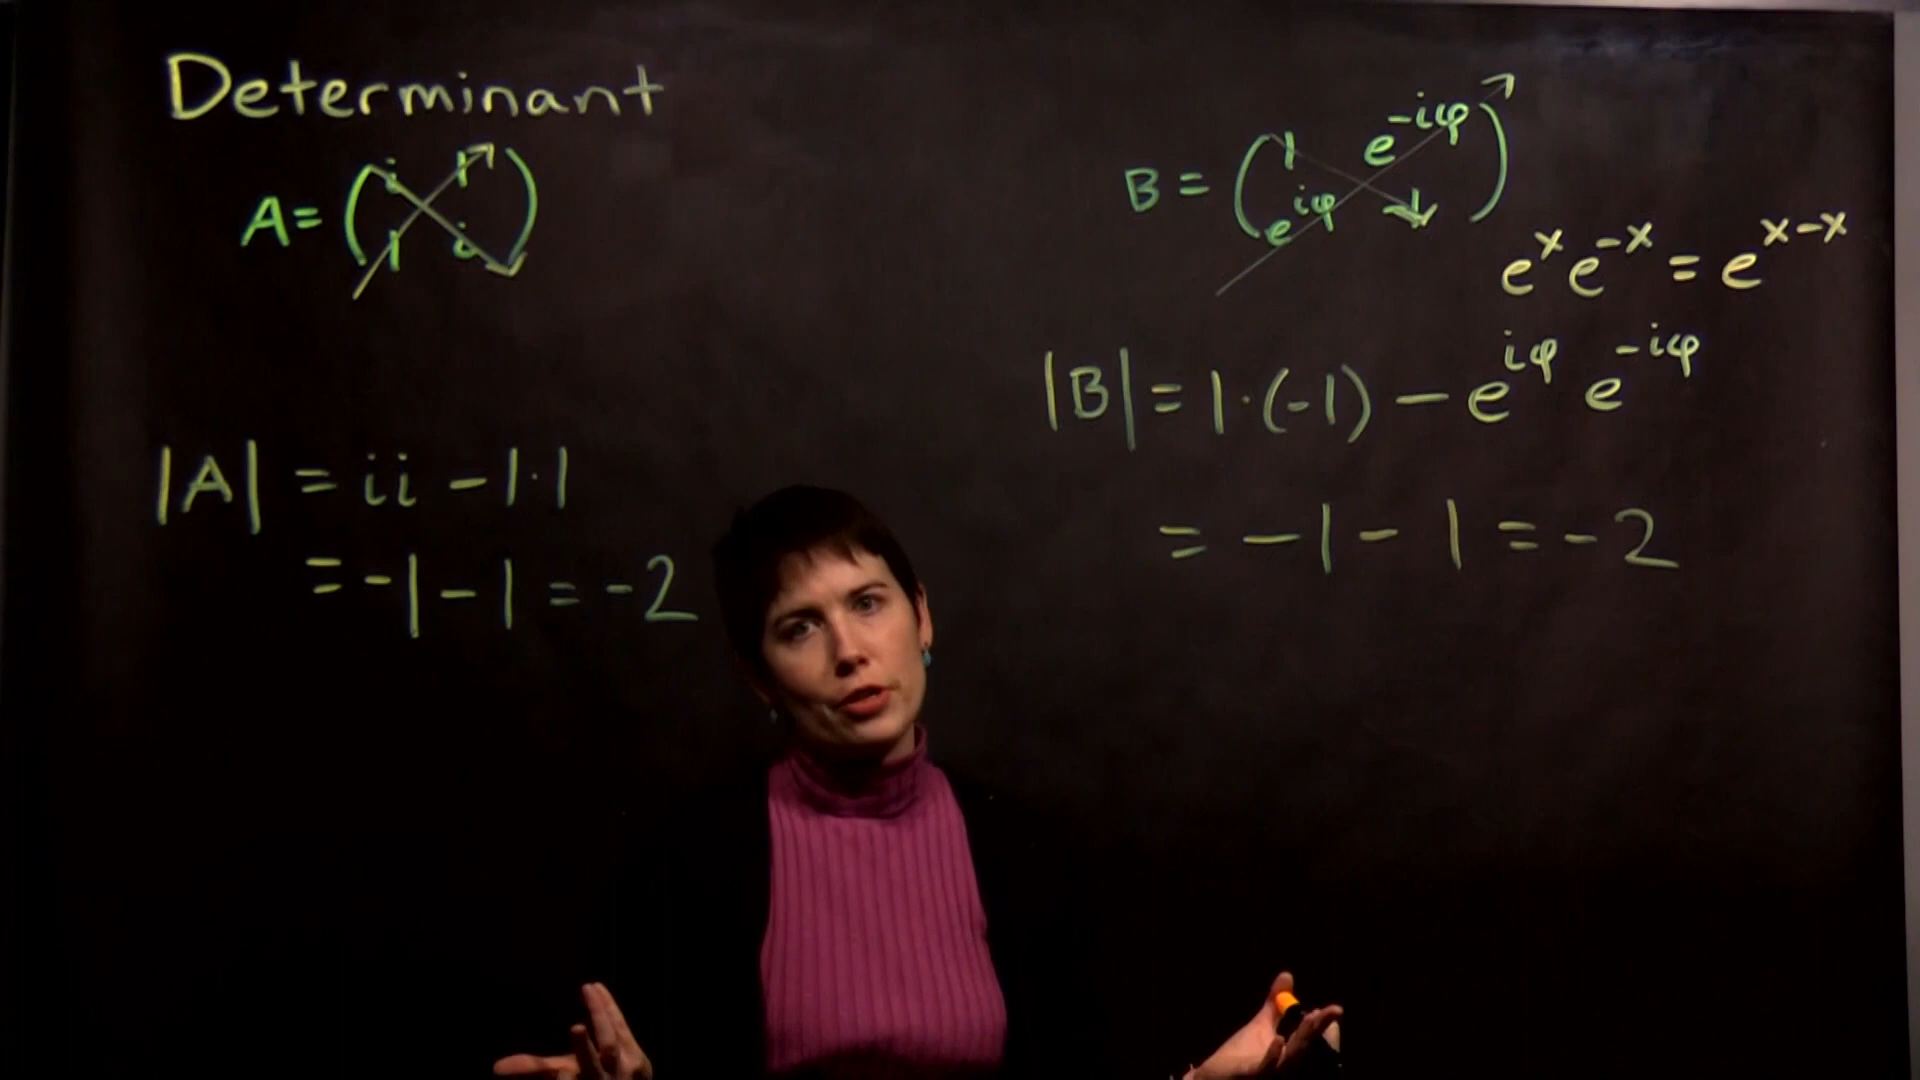 Determinant
A = ( i 1
1 i )
|A| = ii - 1·1
= -1 - 1 = -2
B = ( 1 e^{-iφ}
e^{iφ} -1 )
e^x e^{-x} = e^{x-x}
|B| = 1·(-1) - e^{iφ} e^{-iφ}
= -1 - 1 = -2